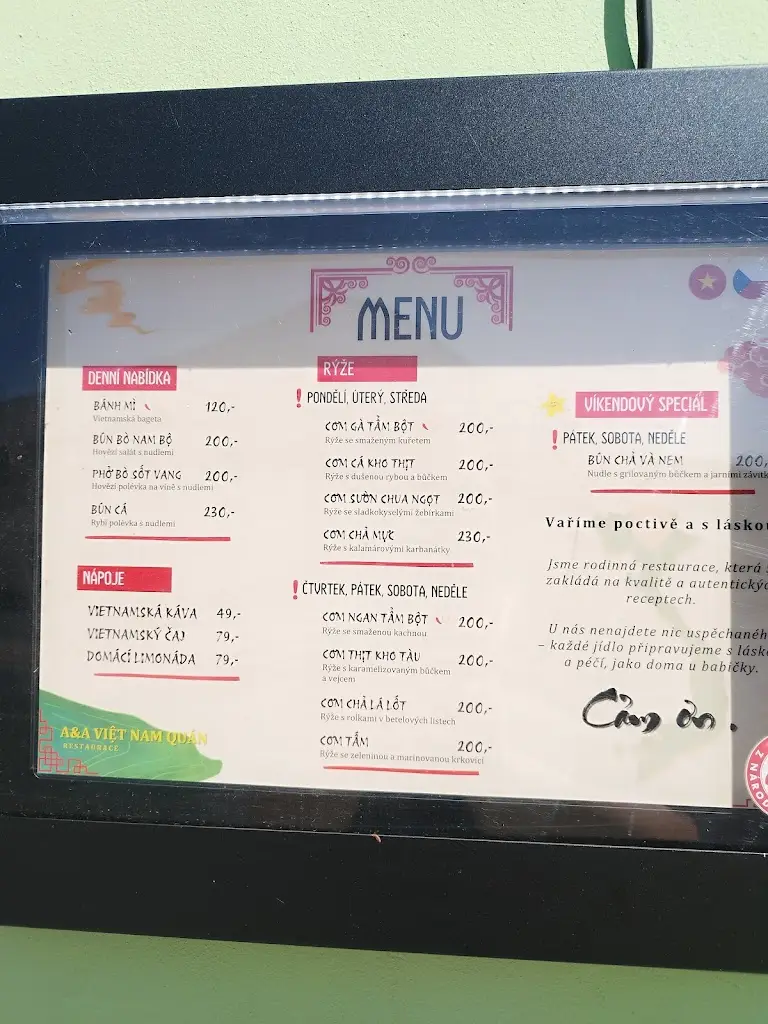 MENU
DENNÍ NABÍDKA
BÁNH MÌ 120,-
Vietnamská bageta
BÚN BÒ NAM BỘ 200,-
Hovězí salát s nudlemi
PHỞ BÒ SỐT VANG 200,-
Hovězí polévka na víně s nudlemi
BÚN CÁ 230,-
Rybí polévka s nudlemi
NÁPOJE
VIETNAMSKÁ KÁVA 49,-
VIETNAMSKÝ ČAJ 79,-
DOMÁCÍ LIMONÁDA 79,-
A&A VIỆT NAM QUÁN
RESTAURACE
RÝŽE
PONDĚLÍ, ÚTERÝ, STŘEDA
CƠM GÀ TẨM BỘT 200,-
Rýže se smaženým kuřetem
CƠM CÁ KHO THỊT 200,-
Rýže s dušenou rybou a bůčkem
CƠM SƯỜN CHUA NGỌT 200,-
Rýže se sladkokyselými žebírkami
CƠM CHẢ MỰC 230,-
Rýže s kalamárovými karbanátky
ČTVRTEK, PÁTEK, SOBOTA, NEDĚLE
CƠM NGAN TẨM BỘT 200,-
Rýže se smaženou kachnou
CƠM THỊT KHO TÀU 200,-
Rýže s karamelizovaným bůčkem
a vejcem
CƠM CHẢ LÁ LỐT 200,-
Rýže s rolkami v betelových listech
CƠM TẤM 200,-
Rýže se zeleninou a marinovanou krkovicí
VÍKENDOVÝ SPECIÁL
PÁTEK, SOBOTA, NEDĚLE
BÚN CHẢ VÀ NEM 200,
Nudle s grilovaným bůčkem a jarními závitk
Vaříme poctivě a s láskou
Jsme rodinná restaurace, která
zakládá na kvalitě a autentických
receptech.
U nás nenajdete nic uspěchaného
– každé jídlo připravujeme s lásko
a péčí, jako doma u babičky.
Cảm ơn.
Z NÁROD